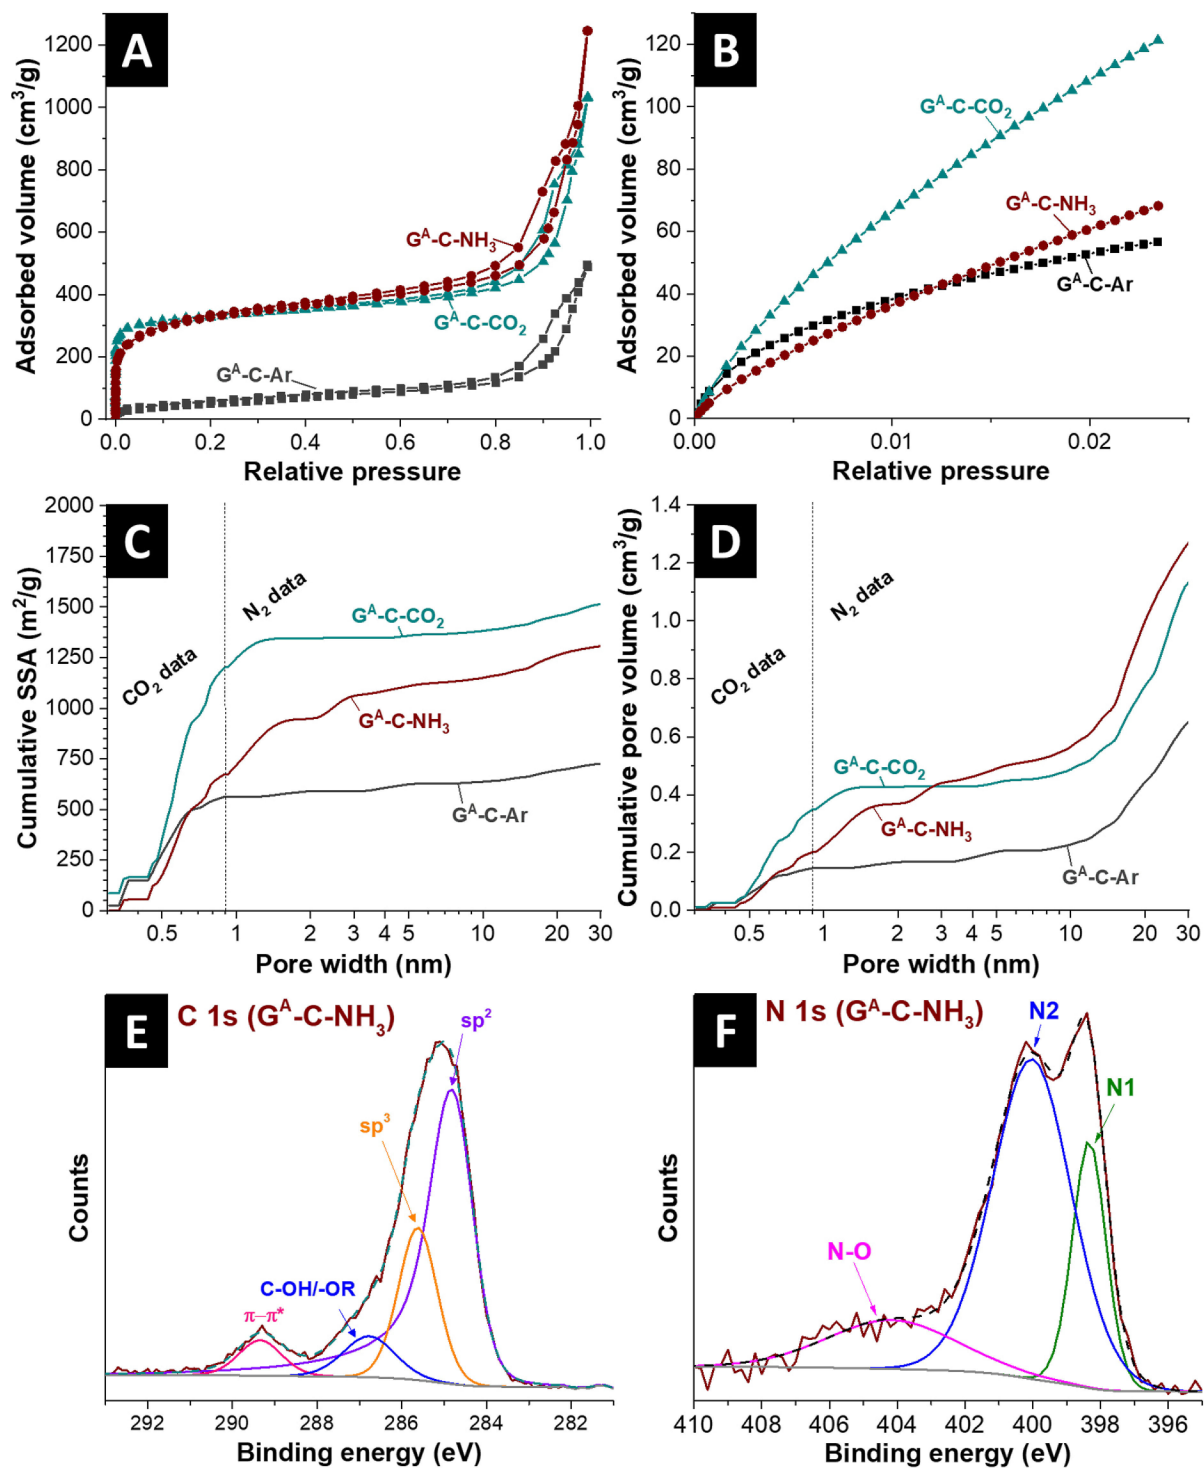 A
Adsorbed volume (cm³/g)
1200
1000
800
600
400
200
0
Gᴬ-C-NH₃
Gᴬ-C-CO₂
Gᴬ-C-Ar
0.0 0.2 0.4 0.6 0.8 1.0
Relative pressure
B
Adsorbed volume (cm³/g)
120
100
80
60
40
20
0
Gᴬ-C-CO₂
Gᴬ-C-NH₃
Gᴬ-C-Ar
0.00 0.01 0.02
Relative pressure
C
Cumulative SSA (m²/g)
2000
1750
1500
1250
1000
750
500
250
0
CO₂ data
N₂ data
Gᴬ-C-CO₂
Gᴬ-C-NH₃
Gᴬ-C-Ar
0.5 1 2 3 4 5 10 20 30
Pore width (nm)
D
Cumulative pore volume (cm³/g)
1.4
1.2
1.0
0.8
0.6
0.4
0.2
0.0
CO₂ data
N₂ data
Gᴬ-C-CO₂
Gᴬ-C-NH₃
Gᴬ-C-Ar
0.5 1 2 3 4 5 10 20 30
Pore width (nm)
E
C 1s (Gᴬ-C-NH₃)
Counts
sp²
sp³
C-OH/-OR
π–π*
292 290 288 286 284 282
Binding energy (eV)
F
N 1s (Gᴬ-C-NH₃)
Counts
N2
N1
N-O
410 408 406 404 402 400 398 396
Binding energy (eV)